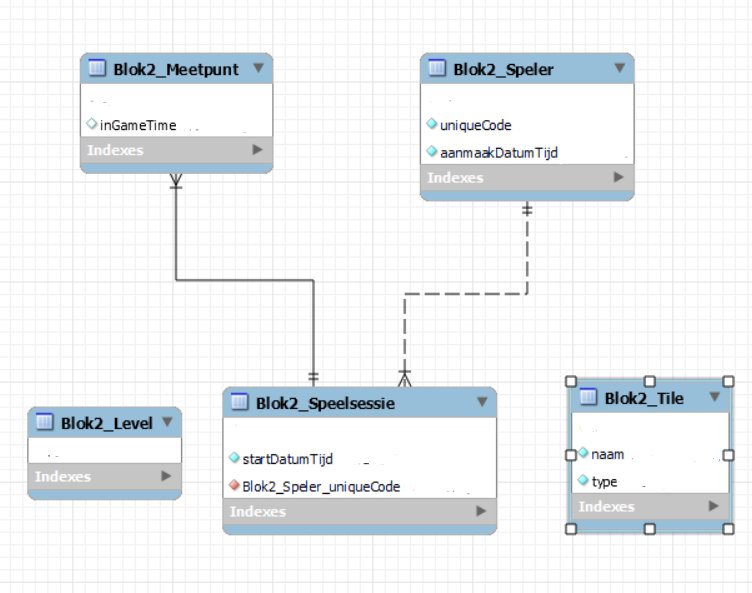 Blok2_Meetpunt
inGameTime
Indexes
Blok2_Speler
uniqueCode
aanmaakDatumTijd
Indexes
Blok2_Level
Indexes
Blok2_Speelsessie
startDatumTijd
Blok2_Speler_uniqueCode
Indexes
Blok2_Tile
naam
type
Indexes